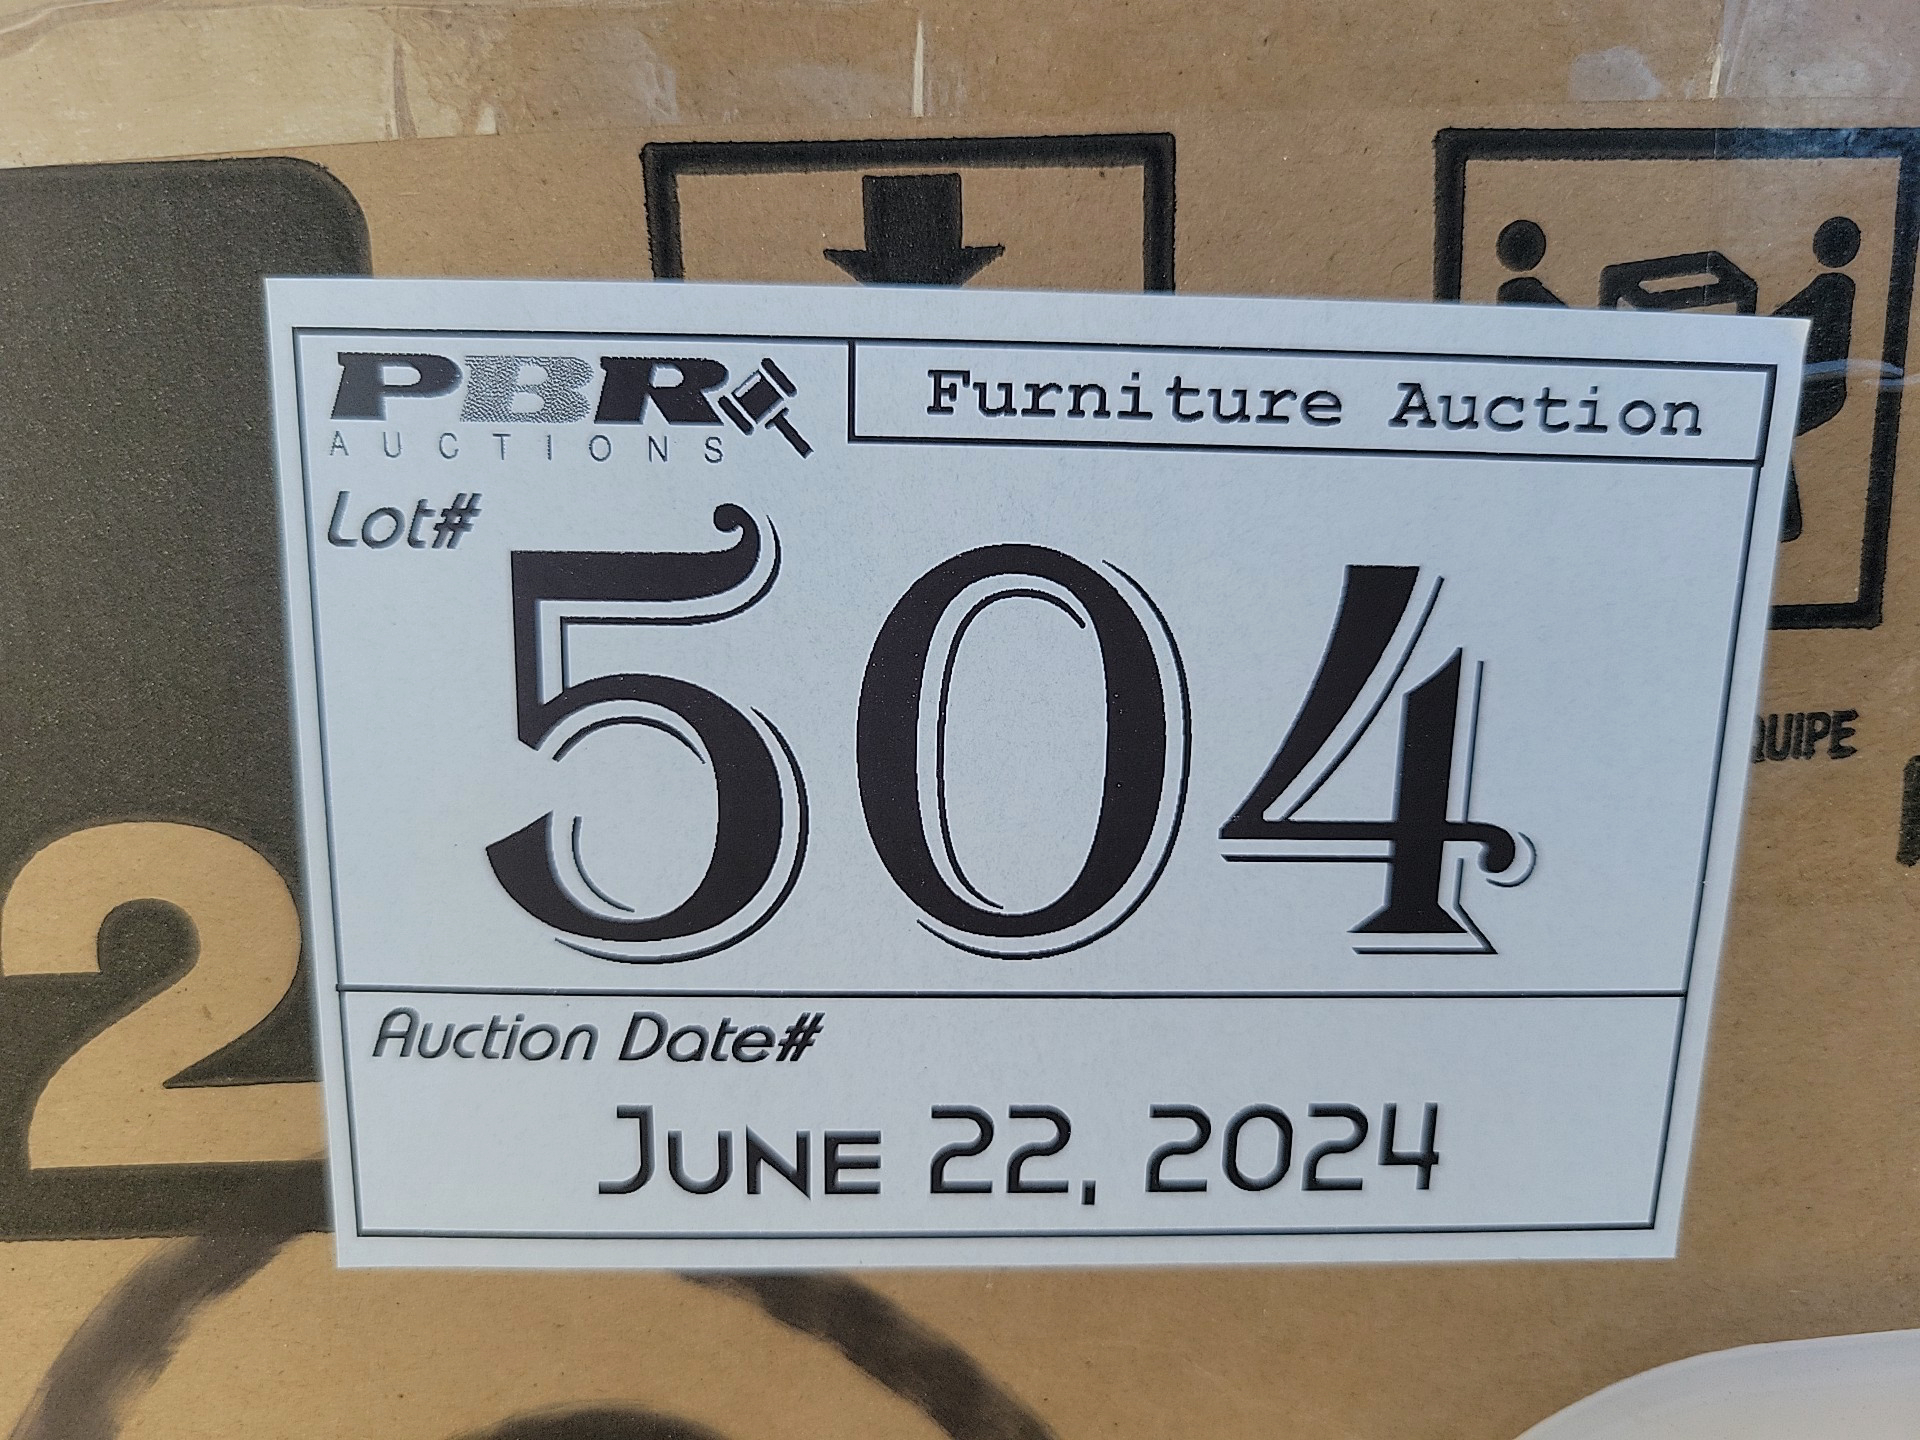 PBR
AUCTIONS
Furniture Auction
Lot#
504
QUIPE
2
Auction Date#
June 22, 2024